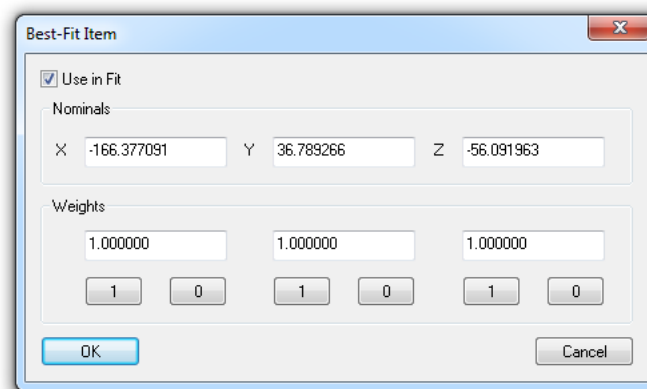 Best-Fit Item
x
Use in Fit
Nominals
X -166.377091 Y 36.789266 Z -56.091963
Weights
1.000000 1.000000 1.000000
1 0 1 0 1 0
OK Cancel